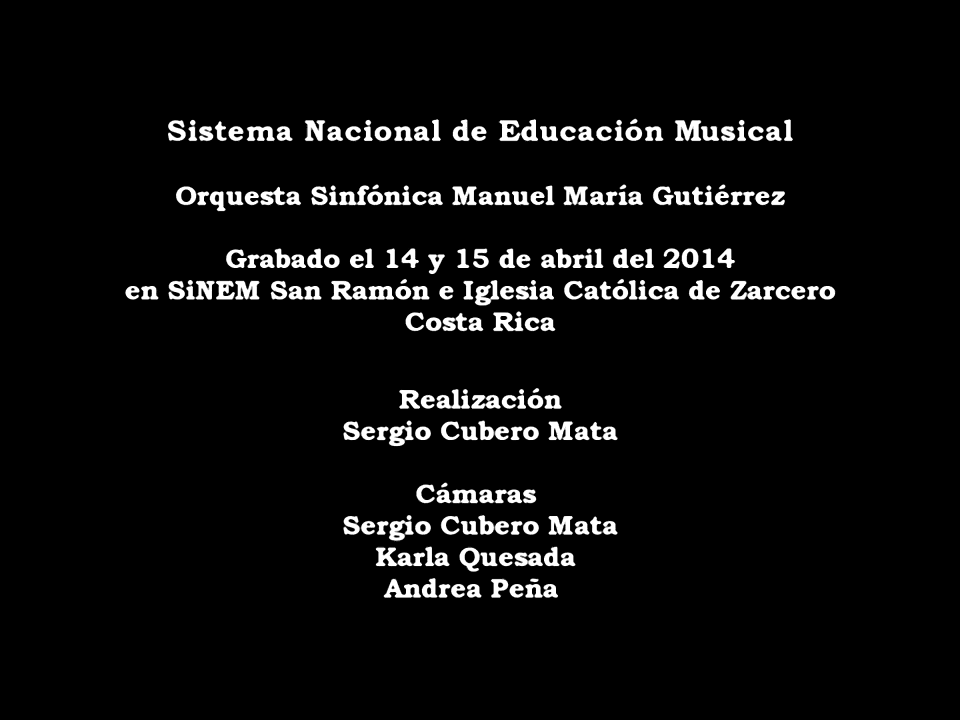 Sistema Nacional de Educación Musical
Orquesta Sinfónica Manuel María Gutiérrez
Grabado el 14 y 15 de abril del 2014
en SiNEM San Ramón e Iglesia Católica de Zarcero
Costa Rica
Realización
Sergio Cubero Mata
Cámaras
Sergio Cubero Mata
Karla Quesada
Andrea Peña